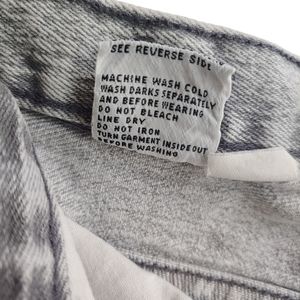 SEE REVERSE SIDE
MACHINE WASH COLD
WASH DARKS SEPARATELY
AND BEFORE WEARING
DO NOT BLEACH
LINE DRY
DO NOT IRON
TURN GARMENT INSIDE OUT
BEFORE WASHING